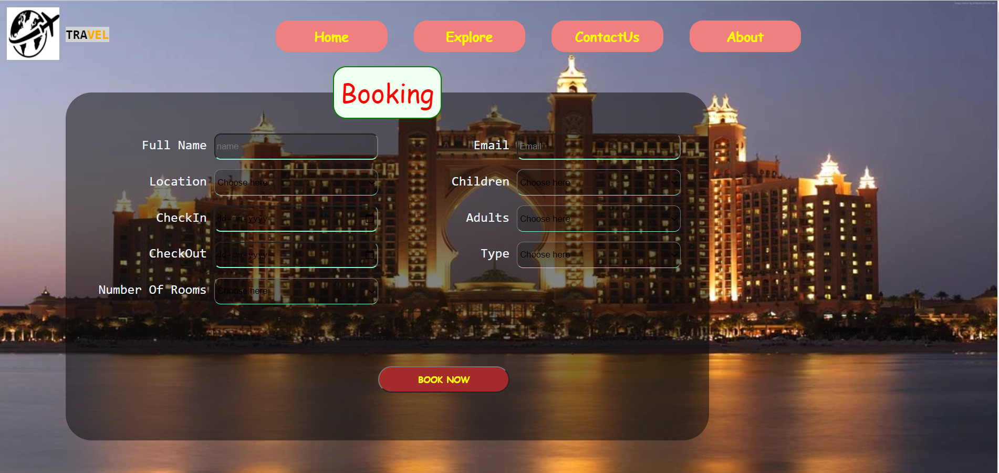 TRAVEL
Home Explore ContactUs About
Booking
Full Name name Email Email
Location Choose here Children Choose here
CheckIn dd-mm-yyyy Adults Choose here
CheckOut dd-mm-yyyy Type Choose here
Number Of Rooms Choose here
BOOK NOW